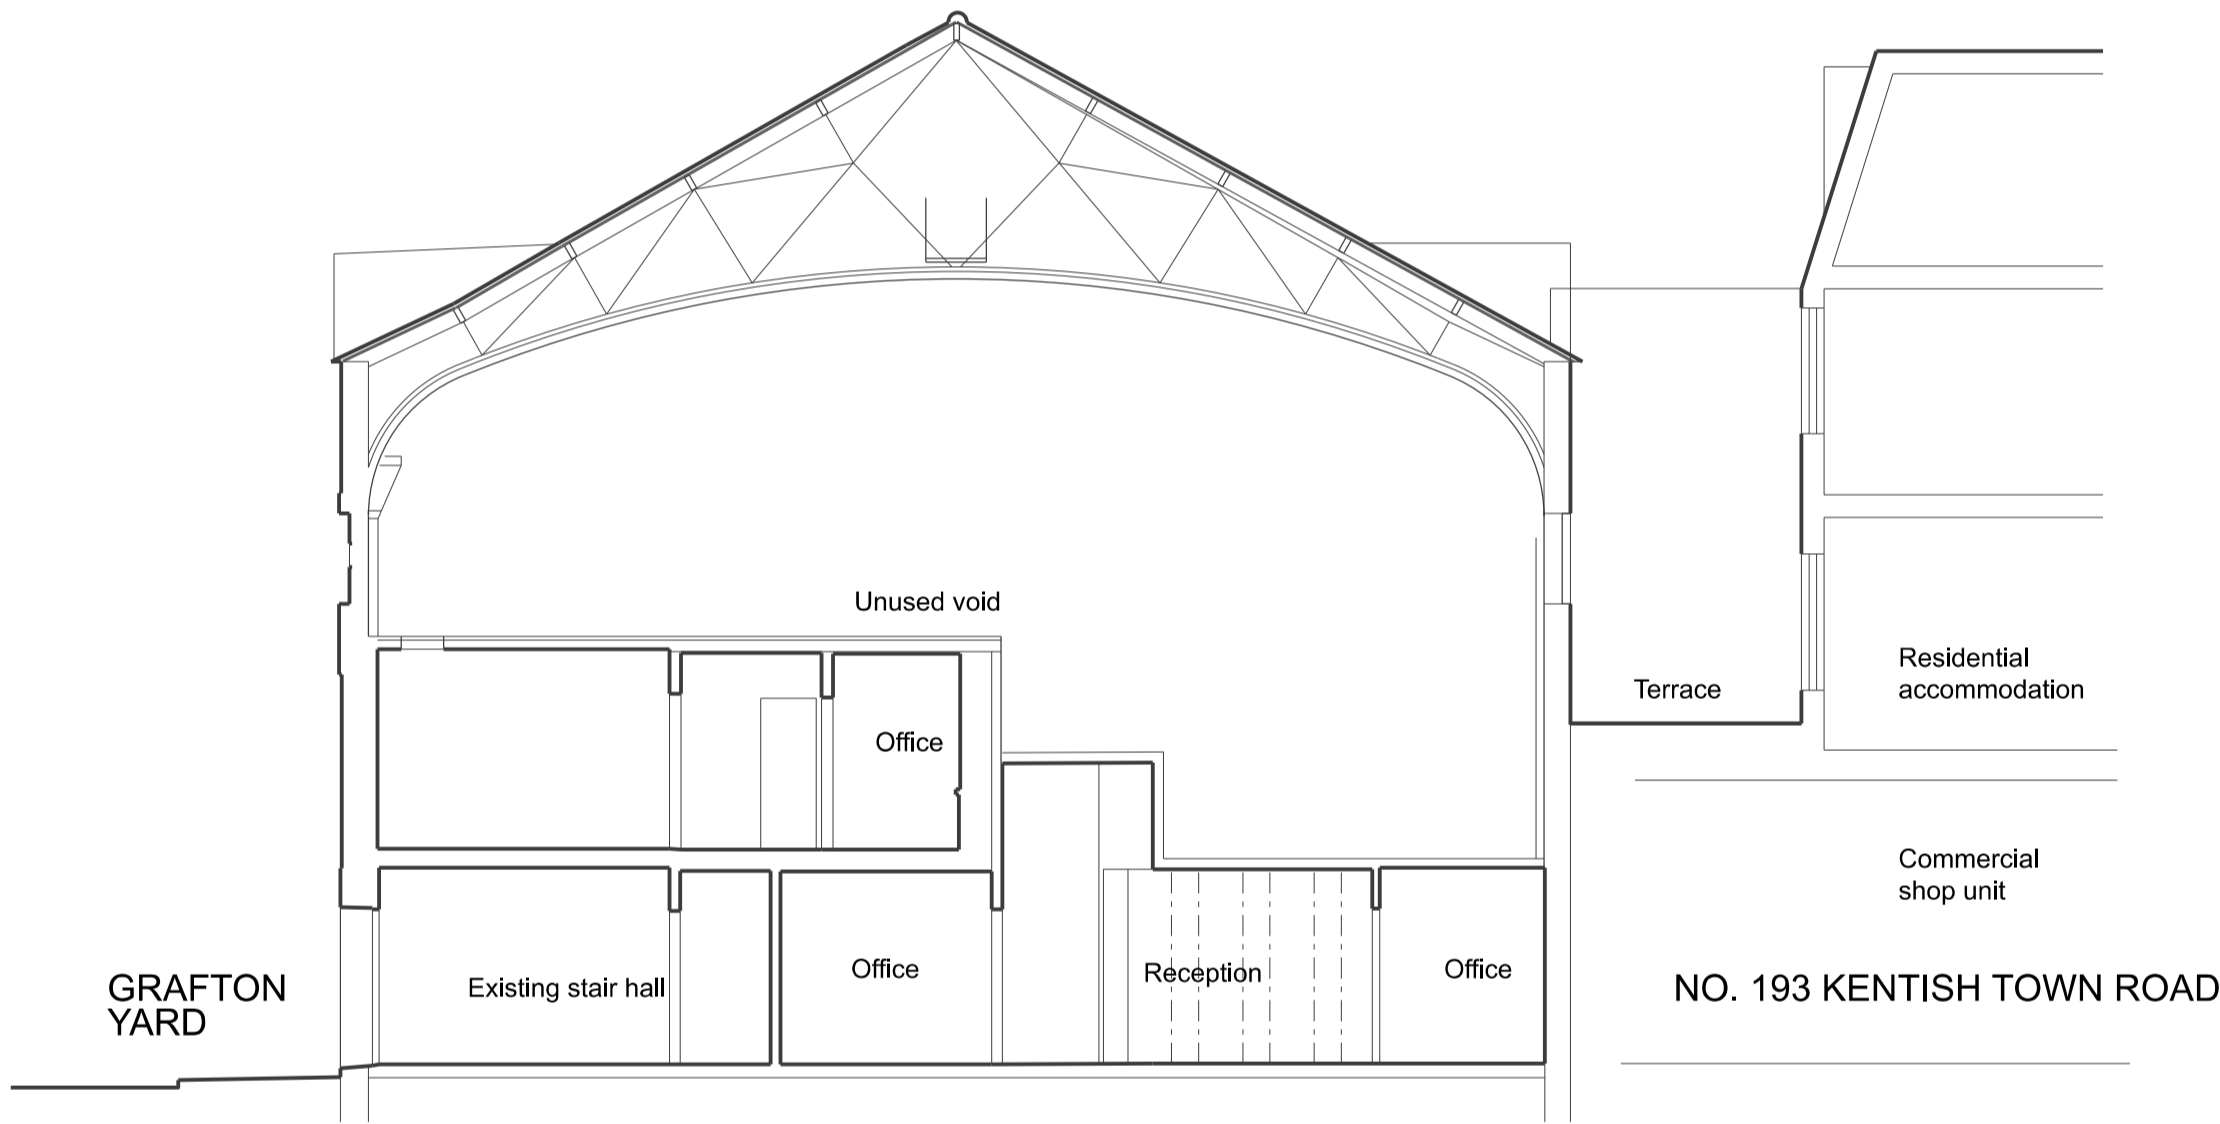 Unused void
Residential
accommodation
Terrace
Office
Commercial
shop unit
Office
Reception
Office
Existing stair hall
GRAFTON
YARD
NO. 193 KENTISH TOWN ROAD